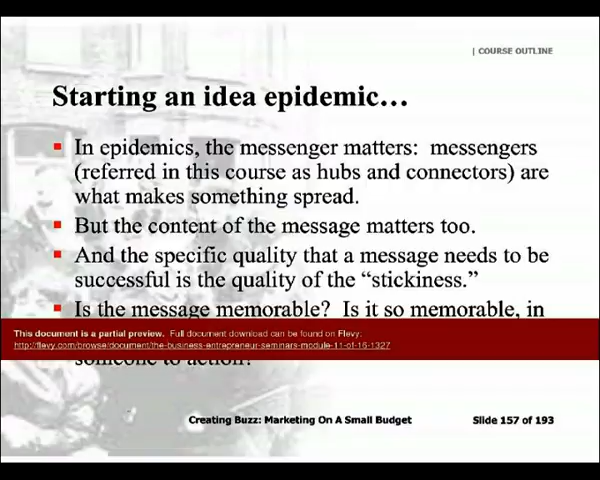 | COURSE OUTLINE
Starting an idea epidemic…
In epidemics, the messenger matters:  messengers
(referred in this course as hubs and connectors) are
what makes something spread.
But the content of the message matters too.
And the specific quality that a message needs to be
successful is the quality of the “stickiness.”
Is the message memorable?  Is it so memorable, in
This document is a partial preview.  Full document download can be found on Flevy:
http://flevy.com/browse/document/the-business-entrepreneur-seminars-module-11-of-16-1327
someone to action?
Creating Buzz: Marketing On A Small Budget
Slide 157 of 193